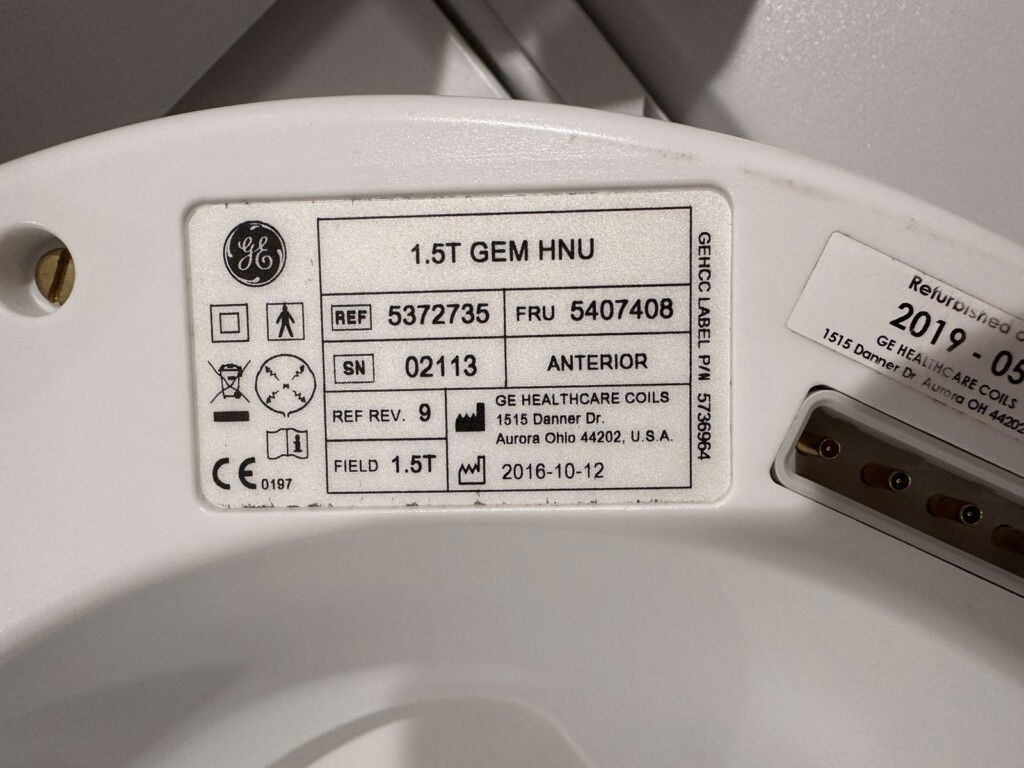 GE
1.5T GEM HNU
REF 5372735 FRU 5407408
SN 02113 ANTERIOR
REF REV. 9
FIELD 1.5T
GE HEALTHCARE COILS
1515 Danner Dr.
Aurora Ohio 44202, U.S.A.
2016-10-12
CE 0197
GEHCC LABEL P/N 5736964
Refurbished
2019 - 05
GE HEALTHCARE COILS
1515 Danner Dr Aurora OH 44202